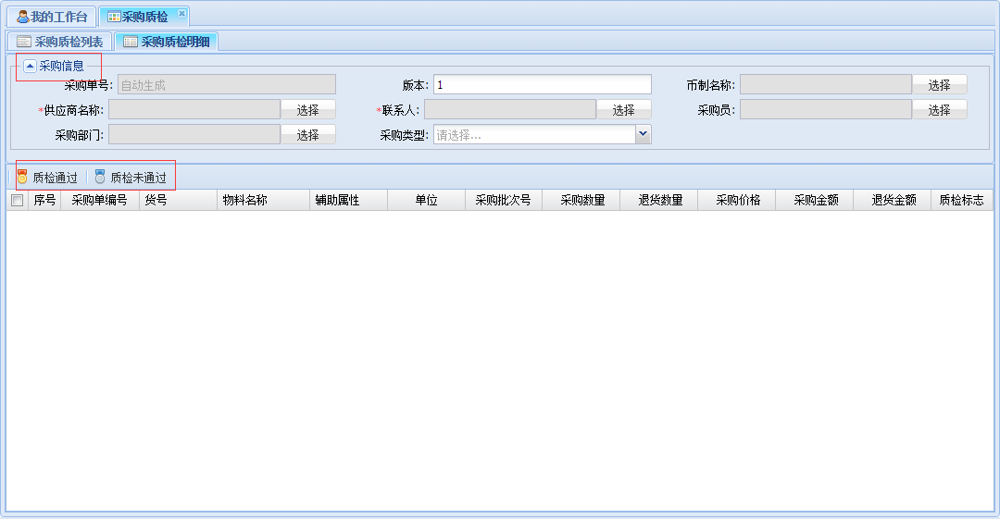 我的工作台 采购质检
采购质检列表 采购质检明细
采购信息
采购单号: 自动生成 版本: 1 币制名称: 选择
*供应商名称: 选择 *联系人: 选择 采购员: 选择
采购部门: 选择 采购类型: 请选择...
质检通过 质检未通过
序号 采购单编号 货号 物料名称 辅助属性 单位 采购批次号 采购数量 退货数量 采购价格 采购金额 退货金额 质检标志